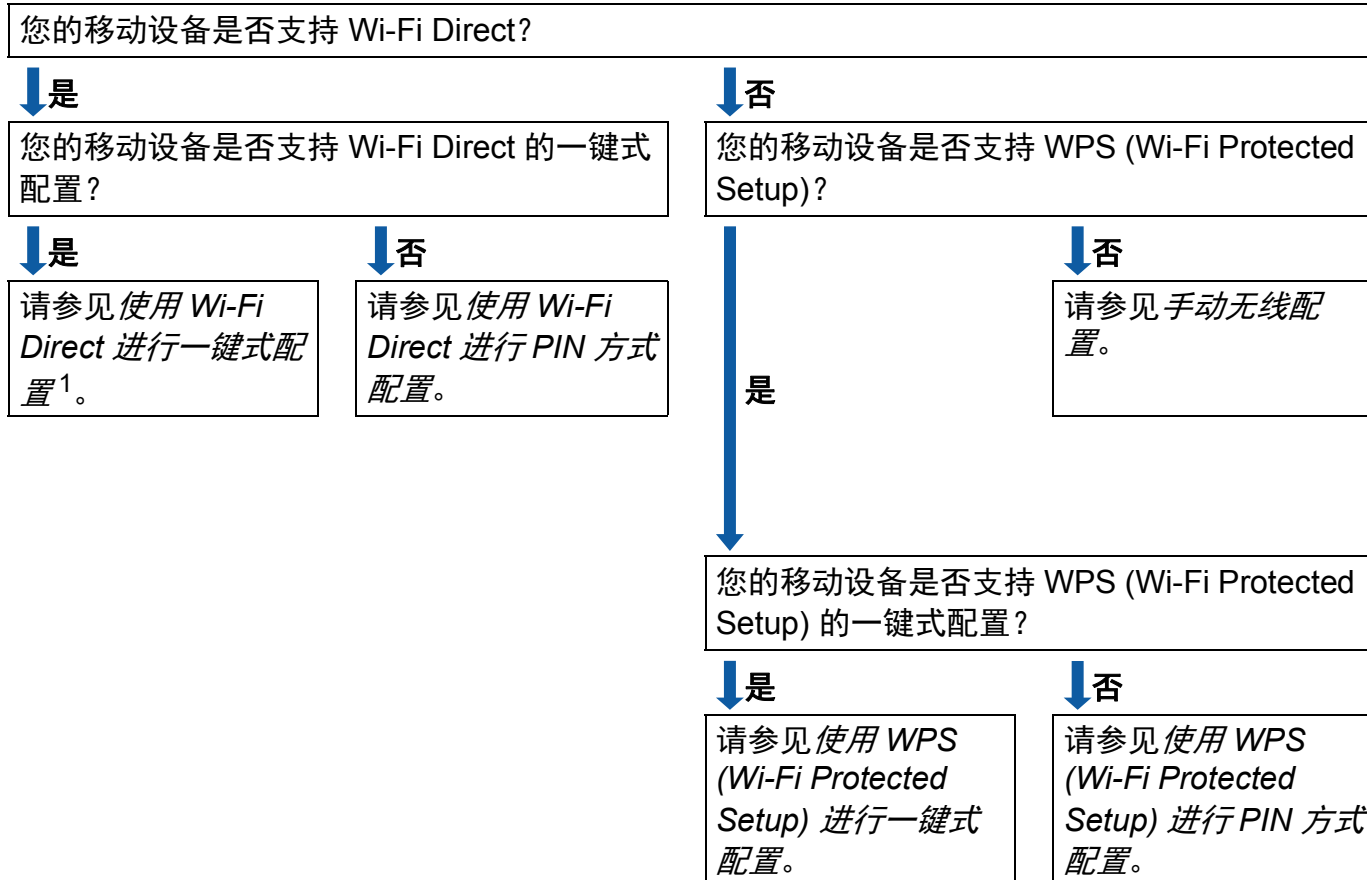 您的移动设备是否支持 Wi-Fi Direct？
是
否
您的移动设备是否支持 Wi-Fi Direct 的一键式
配置？
您的移动设备是否支持 WPS (Wi-Fi Protected
Setup)？
是
否
否
请参见使用 Wi-Fi
Direct 进行一键式配
置 1。
请参见使用 Wi-Fi
Direct 进行 PIN 方式
配置。
请参见手动无线配
置。
是
您的移动设备是否支持 WPS (Wi-Fi Protected
Setup) 的一键式配置？
是
否
请参见使用 WPS
(Wi-Fi Protected
Setup) 进行一键式
配置。
请参见使用 WPS
(Wi-Fi Protected
Setup) 进行 PIN 方式
配置。